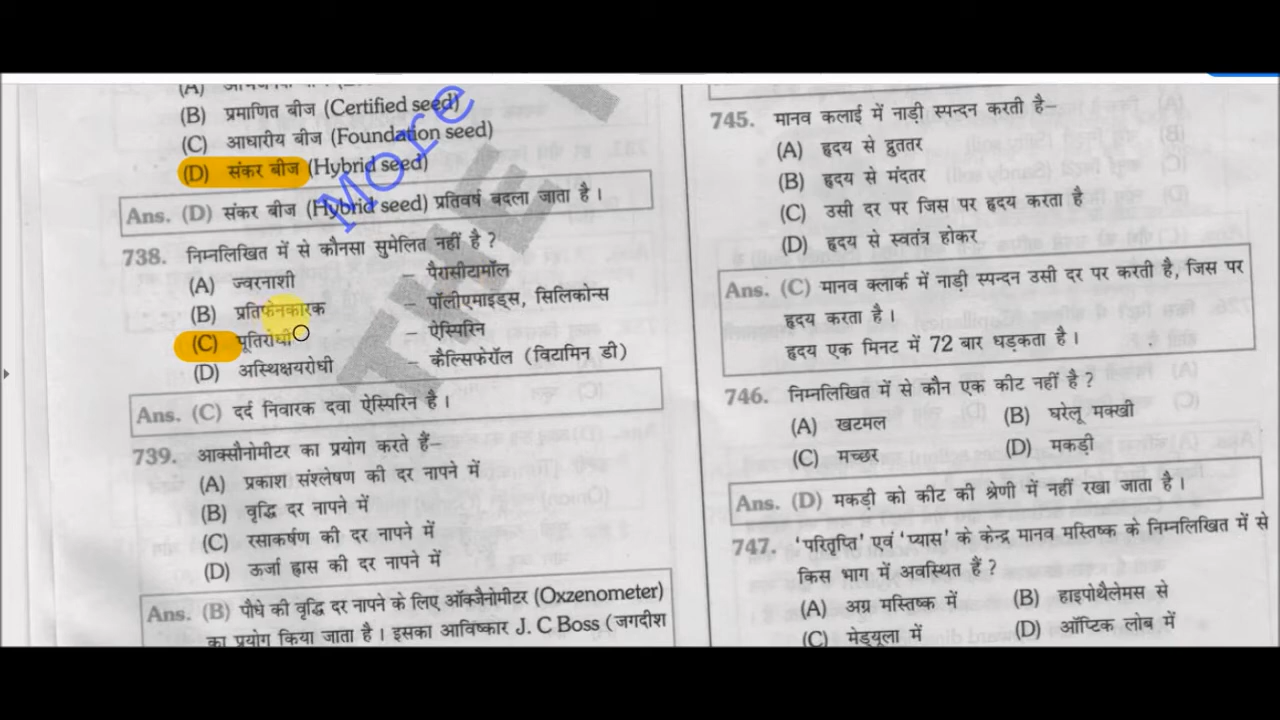 (B) प्रमाणित बीज (Certified seed)
(C) आधारीय बीज (Foundation seed)
(D) संकर बीज (Hybrid seed)
Ans. (D) संकर बीज (Hybrid seed) प्रतिवर्ष बदला जाता है।
738. निम्नलिखित में से कौनसा सुमेलित नहीं है ?
(A) ज्वरनाशी – पैरासीटामॉल
(B) प्रतिफेनकारक – पॉलीएमाइड्स, सिलिकोन्स
(C) पूतिरोधी – ऐस्पिरिन
(D) अस्थिक्षयरोधी – कैल्सिफेरॉल (विटामिन डी)
Ans. (C) दर्द निवारक दवा ऐस्पिरिन है।
739. आक्सौनोमीटर का प्रयोग करते हैं–
(A) प्रकाश संश्लेषण की दर नापने में
(B) वृद्धि दर नापने में
(C) रसाकर्षण की दर नापने में
(D) ऊर्जा ह्रास की दर नापने में
Ans. (B) पौधे की वृद्धि दर नापने के लिए ऑक्जैनोमीटर (Oxzenometer)
का प्रयोग किया जाता है। इसका आविष्कार J. C Boss (जगदीश
More
745. मानव कलाई में नाड़ी स्पन्दन करती है–
(A) हृदय से द्रुततर
(B) हृदय से मंदतर
(C) उसी दर पर जिस पर हृदय करता है
(D) हृदय से स्वतंत्र होकर
Ans. (C) मानव क्लार्क में नाड़ी स्पन्दन उसी दर पर करती है, जिस पर
हृदय करता है।
हृदय एक मिनट में 72 बार धड़कता है।
746. निम्नलिखित में से कौन एक कीट नहीं है ?
(A) खटमल (B) घरेलू मक्खी
(C) मच्छर (D) मकड़ी
Ans. (D) मकड़ी को कीट की श्रेणी में नहीं रखा जाता है।
747. 'परितृप्ति' एवं 'प्यास' के केन्द्र मानव मस्तिष्क के निम्नलिखित में से
किस भाग में अवस्थित हैं ?
(A) अग्र मस्तिष्क में (B) हाइपोथैलेमस से
(C) मेड्यूला में (D) ऑप्टिक लोब में